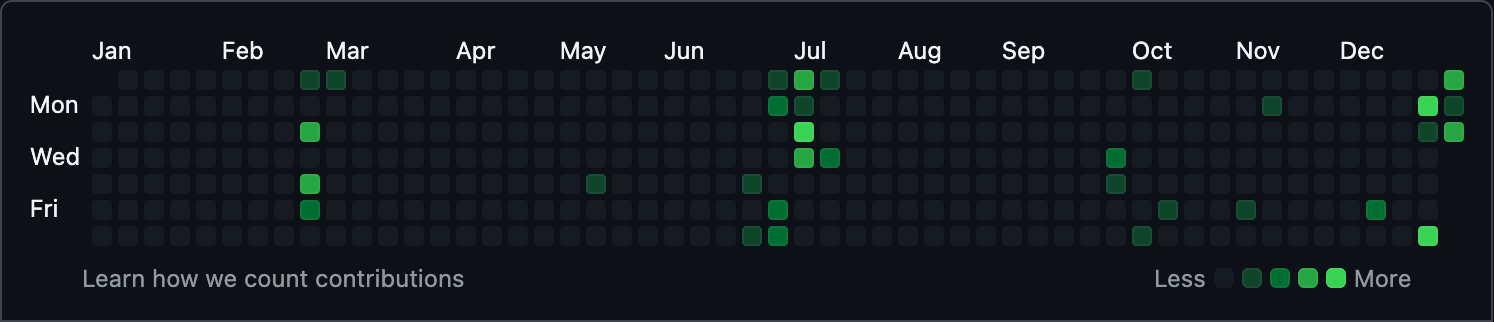 Jan Feb Mar Apr May Jun Jul Aug Sep Oct Nov Dec
Mon
Wed
Fri
Learn how we count contributions
Less More